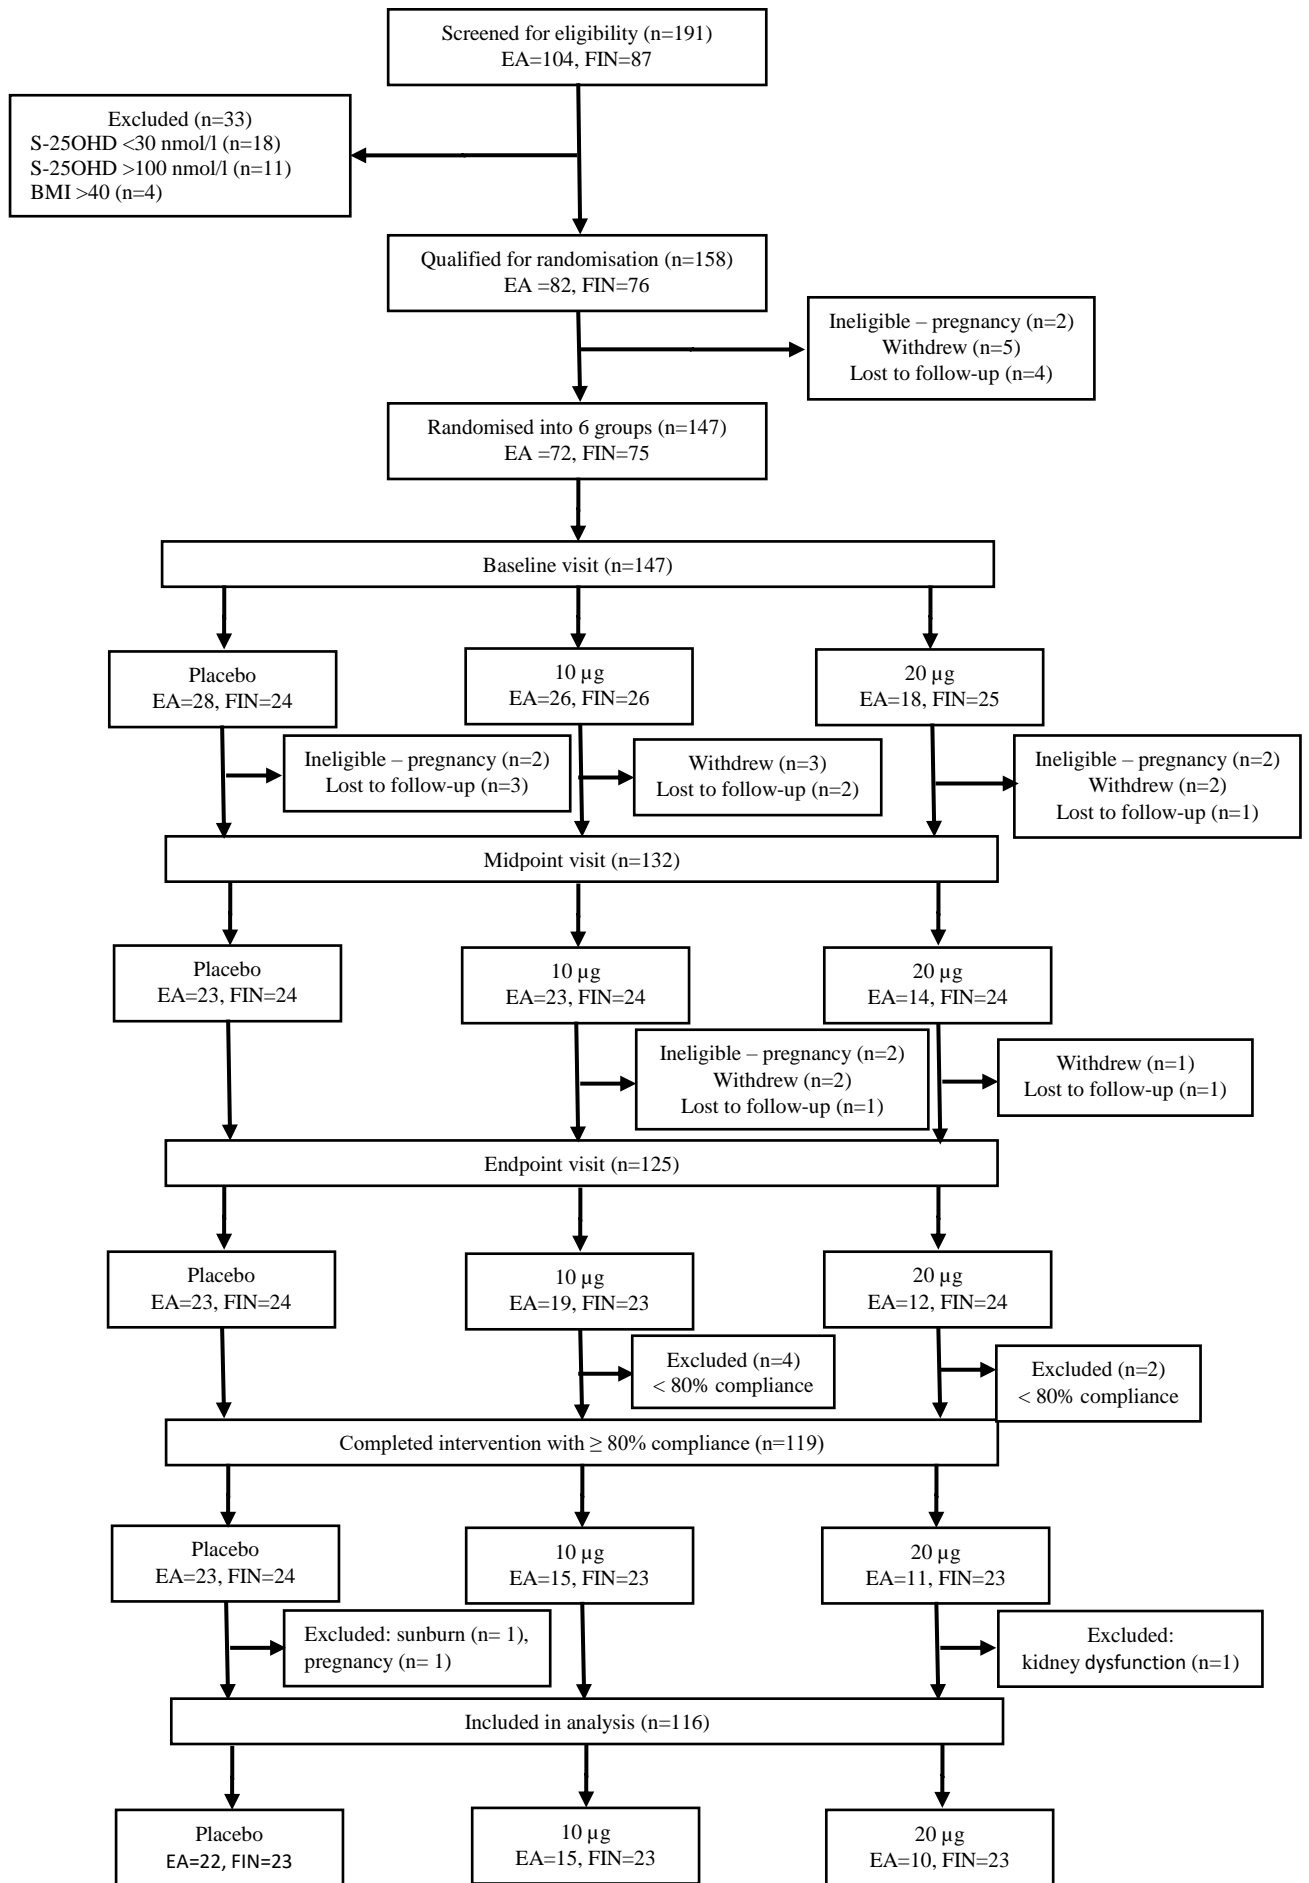 Screened for eligibility (n=191)
EA=104, FIN=87
Excluded (n=33)
S-25OHD <30 nmol/l (n=18)
S-25OHD >100 nmol/l (n=11)
BMI >40 (n=4)
Qualified for randomisation (n=158)
EA =82, FIN=76
Ineligible – pregnancy (n=2)
Withdrew (n=5)
Lost to follow-up (n=4)
Randomised into 6 groups (n=147)
EA =72, FIN=75
Baseline visit (n=147)
Placebo
EA=28, FIN=24
10 µg
EA=26, FIN=26
20 µg
EA=18, FIN=25
Ineligible – pregnancy (n=2)
Lost to follow-up (n=3)
Withdrew (n=3)
Lost to follow-up (n=2)
Ineligible – pregnancy (n=2)
Withdrew (n=2)
Lost to follow-up (n=1)
Midpoint visit (n=132)
Placebo
EA=23, FIN=24
10 µg
EA=23, FIN=24
20 µg
EA=14, FIN=24
Ineligible – pregnancy (n=2)
Withdrew (n=2)
Lost to follow-up (n=1)
Withdrew (n=1)
Lost to follow-up (n=1)
Endpoint visit (n=125)
Placebo
EA=23, FIN=24
10 µg
EA=19, FIN=23
20 µg
EA=12, FIN=24
Excluded (n=4)
< 80% compliance
Excluded (n=2)
< 80% compliance
Completed intervention with ≥ 80% compliance (n=119)
Placebo
EA=23, FIN=24
10 µg
EA=15, FIN=23
20 µg
EA=11, FIN=23
Excluded: sunburn (n= 1),
pregnancy (n= 1)
Excluded:
kidney dysfunction (n=1)
Included in analysis (n=116)
Placebo
EA=22, FIN=23
10 µg
EA=15, FIN=23
20 µg
EA=10, FIN=23